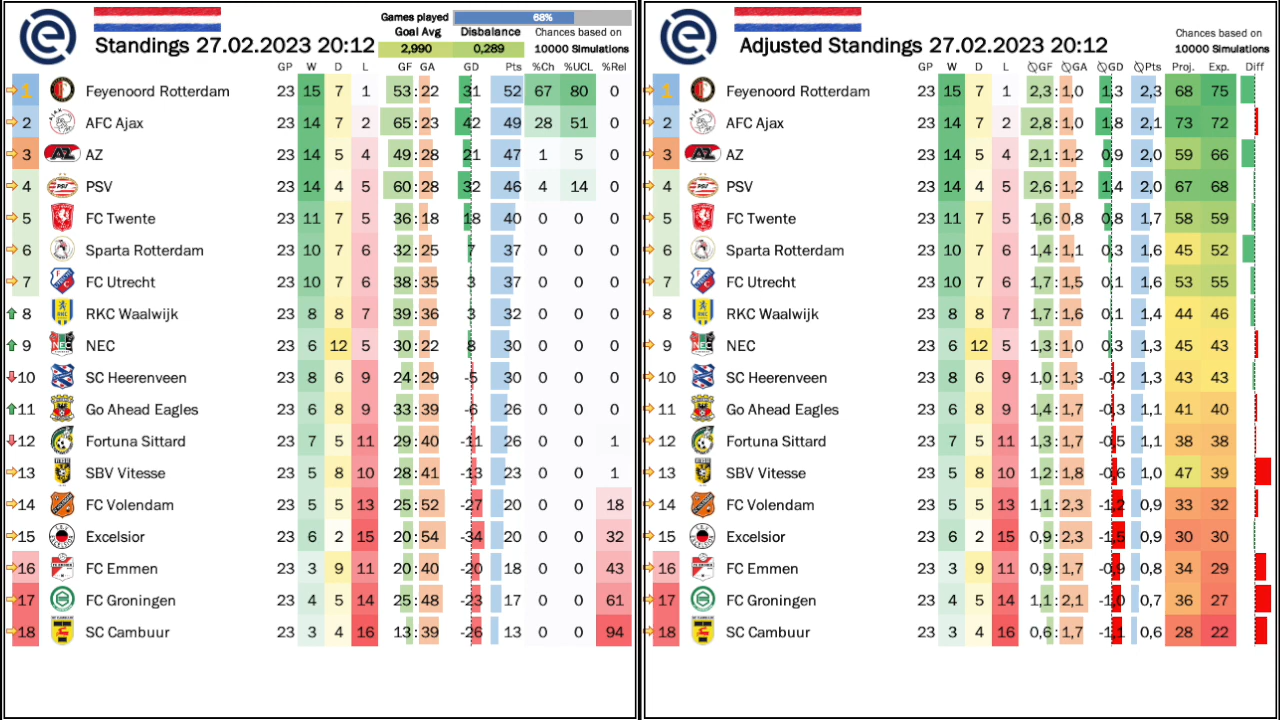 Games played 68%
Goal Avg Disbalance Chances based on
Standings 27.02.2023 20:12 2,990 0,289 10000 Simulations
GP W D L GF GA GD Pts %Ch %UCL %Rel
1 Feyenoord Rotterdam 23 15 7 1 53 : 22 31 52 67 80 0
2 AFC Ajax 23 14 7 2 65 : 23 42 49 28 51 0
3 AZ 23 14 5 4 49 : 28 21 47 1 5 0
4 PSV 23 14 4 5 60 : 28 32 46 4 14 0
5 FC Twente 23 11 7 5 36 : 18 18 40 0 0 0
6 Sparta Rotterdam 23 10 7 6 32 : 25 7 37 0 0 0
7 FC Utrecht 23 10 7 6 38 : 35 3 37 0 0 0
8 RKC Waalwijk 23 8 8 7 39 : 36 3 32 0 0 0
9 NEC 23 6 12 5 30 : 22 8 30 0 0 0
10 SC Heerenveen 23 8 6 9 24 : 29 -5 30 0 0 0
11 Go Ahead Eagles 23 6 8 9 33 : 39 -6 26 0 0 0
12 Fortuna Sittard 23 7 5 11 29 : 40 -11 26 0 0 1
13 SBV Vitesse 23 5 8 10 28 : 41 -13 23 0 0 1
14 FC Volendam 23 5 5 13 25 : 52 -27 20 0 0 18
15 Excelsior 23 6 2 15 20 : 54 -34 20 0 0 32
16 FC Emmen 23 3 9 11 20 : 40 -20 18 0 0 43
17 FC Groningen 23 4 5 14 25 : 48 -23 17 0 0 61
18 SC Cambuur 23 3 4 16 13 : 39 -26 13 0 0 94
Chances based on
Adjusted Standings 27.02.2023 20:12 10000 Simulations
GP W D L ∅GF ∅GA ∅GD ∅Pts Proj. Exp. Diff
1 Feyenoord Rotterdam 23 15 7 1 2,3 : 1,0 1,3 2,3 68 75
2 AFC Ajax 23 14 7 2 2,8 : 1,0 1,8 2,1 73 72
3 AZ 23 14 5 4 2,1 : 1,2 0,9 2,0 59 66
4 PSV 23 14 4 5 2,6 : 1,2 1,4 2,0 67 68
5 FC Twente 23 11 7 5 1,6 : 0,8 0,8 1,7 58 59
6 Sparta Rotterdam 23 10 7 6 1,4 : 1,1 0,3 1,6 45 52
7 FC Utrecht 23 10 7 6 1,7 : 1,5 0,1 1,6 53 55
8 RKC Waalwijk 23 8 8 7 1,7 : 1,6 0,1 1,4 44 46
9 NEC 23 6 12 5 1,3 : 1,0 0,3 1,3 45 43
10 SC Heerenveen 23 8 6 9 1,0 : 1,3 -0,2 1,3 43 43
11 Go Ahead Eagles 23 6 8 9 1,4 : 1,7 -0,3 1,1 41 40
12 Fortuna Sittard 23 7 5 11 1,3 : 1,7 -0,5 1,1 38 38
13 SBV Vitesse 23 5 8 10 1,2 : 1,8 -0,6 1,0 47 39
14 FC Volendam 23 5 5 13 1,1 : 2,3 -1,2 0,9 33 32
15 Excelsior 23 6 2 15 0,9 : 2,3 -1,5 0,9 30 30
16 FC Emmen 23 3 9 11 0,9 : 1,7 -0,9 0,8 34 29
17 FC Groningen 23 4 5 14 1,1 : 2,1 -1,0 0,7 36 27
18 SC Cambuur 23 3 4 16 0,6 : 1,7 -1,1 0,6 28 22